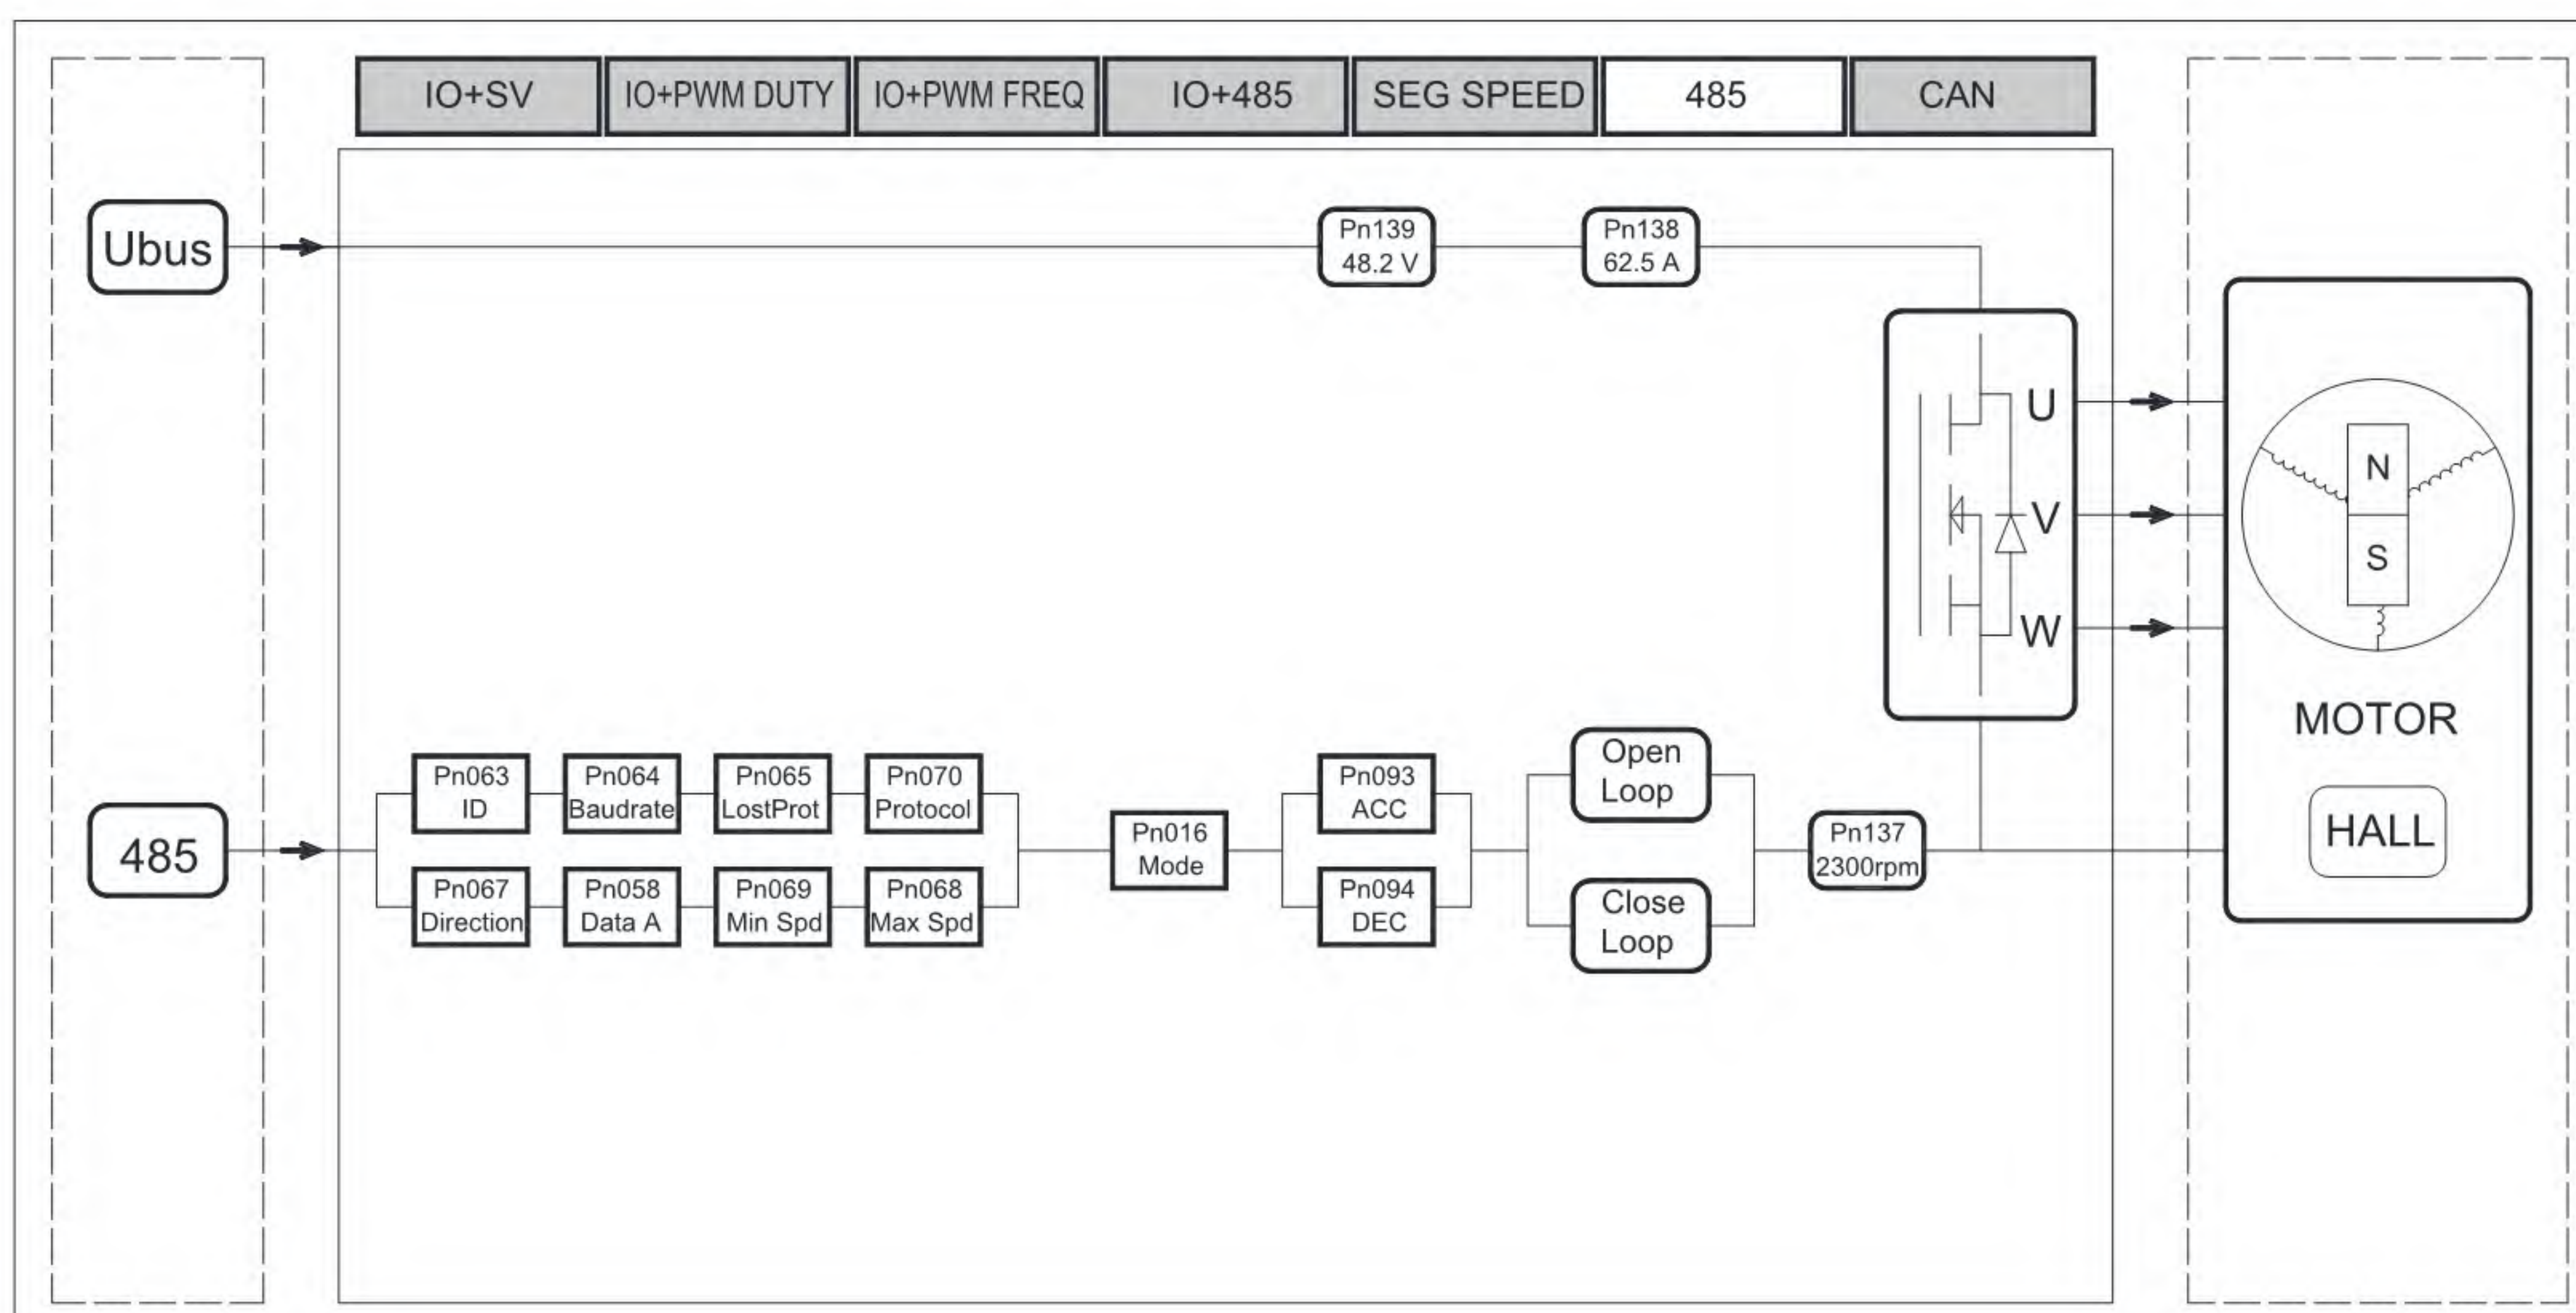 IO+SV
IO+PWM DUTY
IO+PWM FREQ
IO+485
SEG SPEED
485
CAN
Ubus
Pn139
48.2 V
Pn138
62.5 A
U
V
W
N
S
MOTOR
HALL
485
Pn063
ID
Pn064
Baudrate
Pn065
LostProt
Pn070
Protocol
Pn067
Direction
Pn058
Data A
Pn069
Min Spd
Pn068
Max Spd
Pn016
Mode
Pn093
ACC
Pn094
DEC
Open
Loop
Close
Loop
Pn137
2300rpm